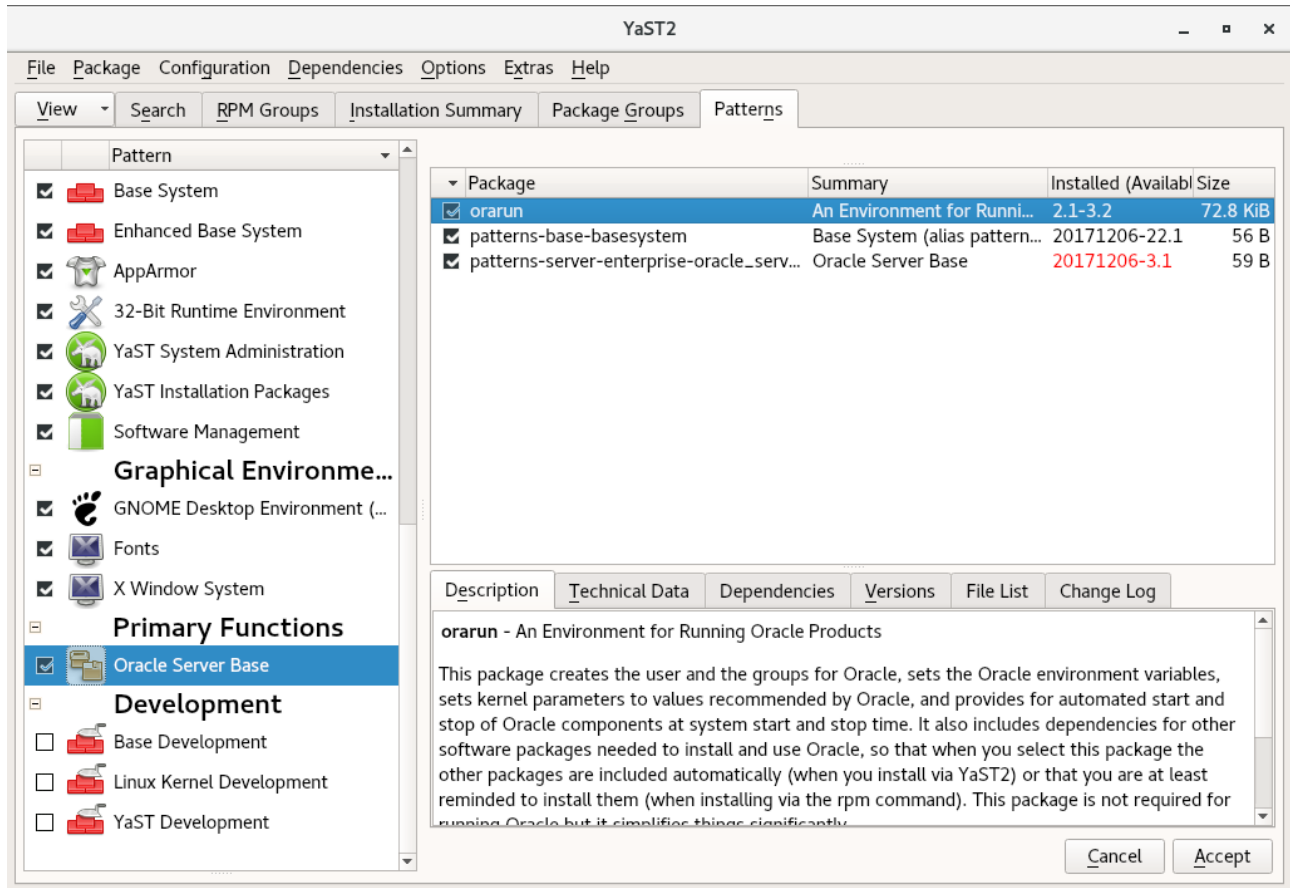 YaST2
File Package Configuration Dependencies Options Extras Help
View Search RPM Groups Installation Summary Package Groups Patterns
Pattern
Base System
Enhanced Base System
AppArmor
32-Bit Runtime Environment
YaST System Administration
YaST Installation Packages
Software Management
Graphical Environme...
GNOME Desktop Environment (...
Fonts
X Window System
Primary Functions
Oracle Server Base
Development
Base Development
Linux Kernel Development
YaST Development
Package Summary Installed (Availabl Size
orarun An Environment for Runni... 2.1-3.2 72.8 KiB
patterns-base-basesystem Base System (alias pattern... 20171206-22.1 56 B
patterns-server-enterprise-oracle_serv... Oracle Server Base 20171206-3.1 59 B
Description Technical Data Dependencies Versions File List Change Log
orarun - An Environment for Running Oracle Products
This package creates the user and the groups for Oracle, sets the Oracle environment variables,
sets kernel parameters to values recommended by Oracle, and provides for automated start and
stop of Oracle components at system start and stop time. It also includes dependencies for other
software packages needed to install and use Oracle, so that when you select this package the
other packages are included automatically (when you install via YaST2) or that you are at least
reminded to install them (when installing via the rpm command). This package is not required for
running Oracle but it simplifies things significantly.
Cancel Accept